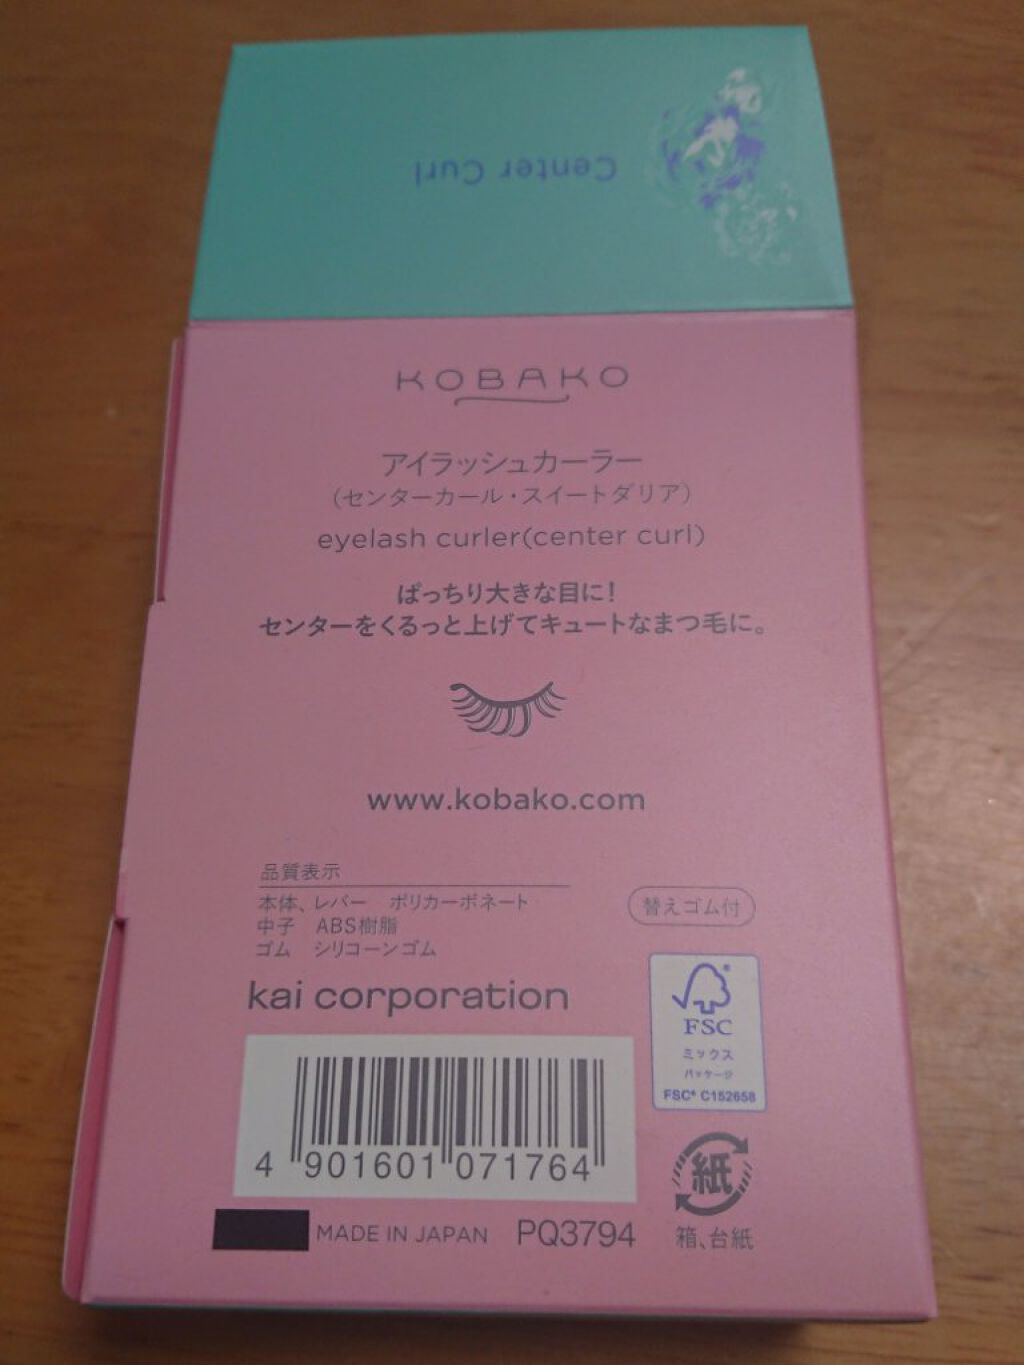 Center Curl
KOBAKO
アイラッシュカーラー
(センターカール・スイートダリア)
eyelash curler(center curl)
ぱっちり大きな目に!
センターをくるっと上げてキュートなまつ毛に。
www.kobako.com
品質表示
本体、レバー ポリカーボネート
中子 ABS樹脂
ゴム シリコーンゴム
替えゴム付
kai corporation
FSC
ミックス
パッケージ
FSC® C152658
4 901601 071764
紙
MADE IN JAPAN PQ3794
箱、台紙